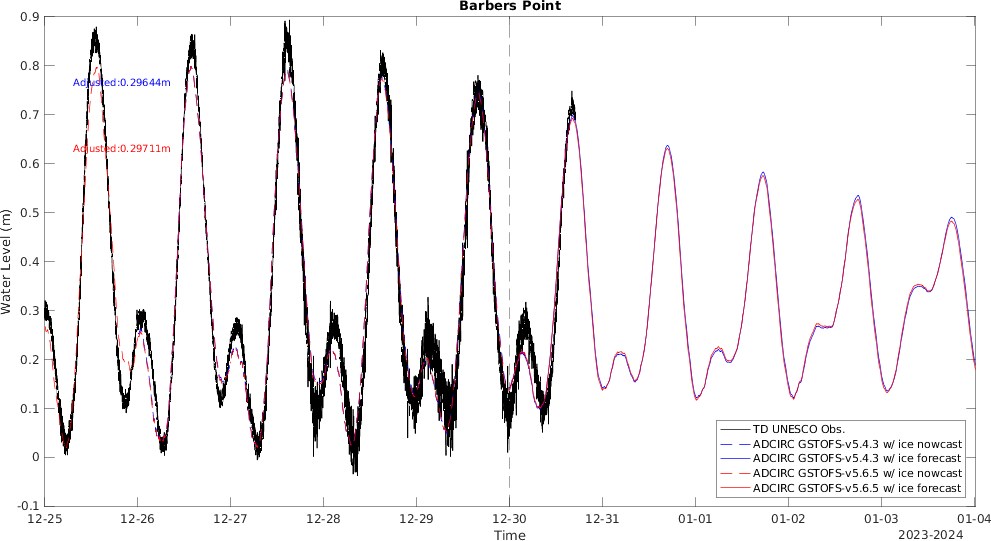 Barbers Point
Adjusted:0.29644m
Adjusted:0.29711m
Water Level (m)
0.9
0.8
0.7
0.6
0.5
0.4
0.3
0.2
0.1
0
-0.1
12-25 12-26 12-27 12-28 12-29 12-30 12-31 01-01 01-02 01-03 01-04
Time
2023-2024
TD UNESCO Obs.
ADCIRC GSTOFS-v5.4.3 w/ ice nowcast
ADCIRC GSTOFS-v5.4.3 w/ ice forecast
ADCIRC GSTOFS-v5.6.5 w/ ice nowcast
ADCIRC GSTOFS-v5.6.5 w/ ice forecast